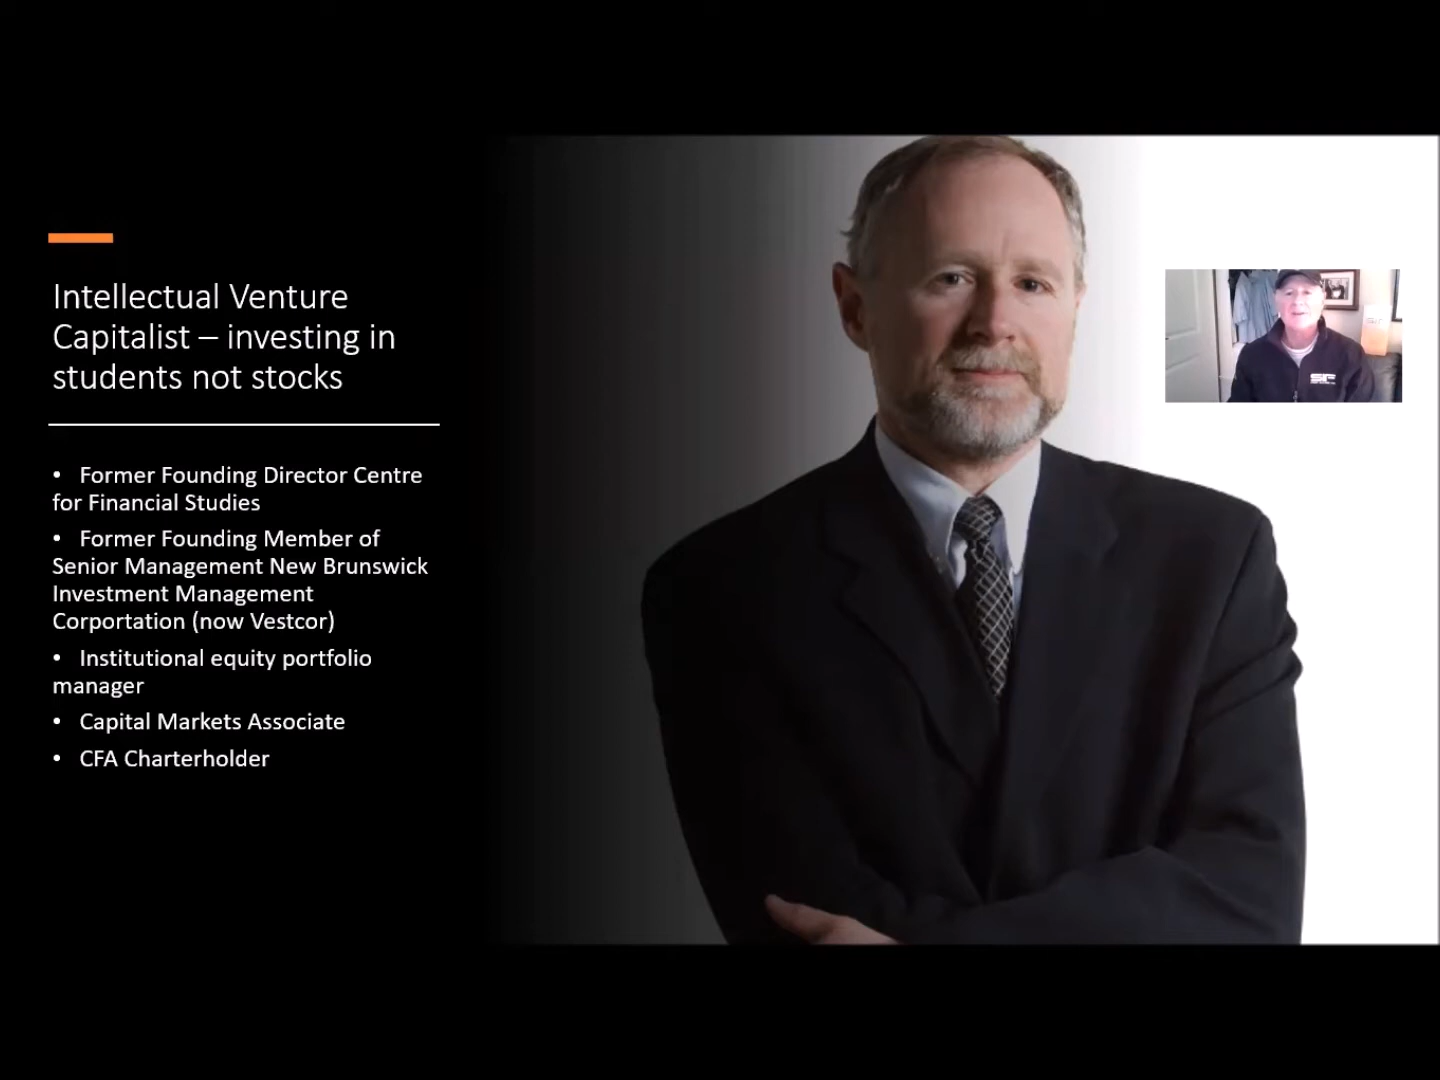 Intellectual Venture
Capitalist – investing in
students not stocks
• Former Founding Director Centre
for Financial Studies
• Former Founding Member of
Senior Management New Brunswick
Investment Management
Corportation (now Vestcor)
• Institutional equity portfolio
manager
• Capital Markets Associate
• CFA Charterholder